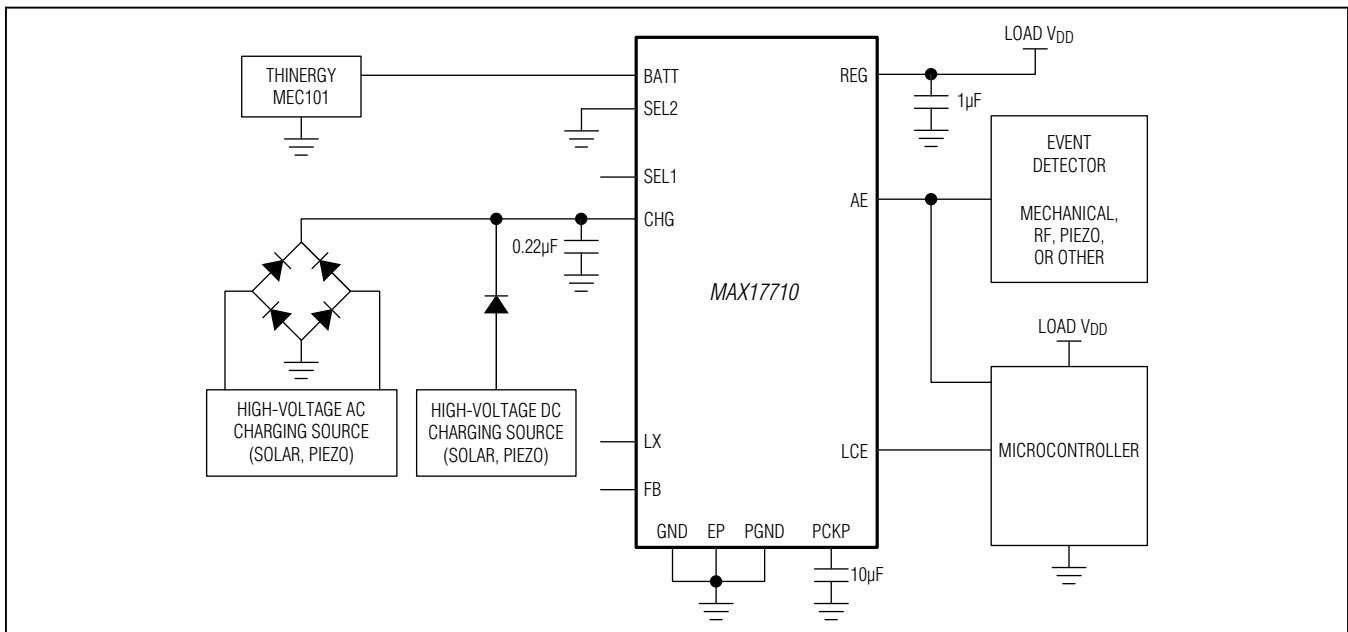 THINERGY
MEC101
BATT
SEL2
SEL1
CHG
0.22µF
HIGH-VOLTAGE AC
CHARGING SOURCE
(SOLAR, PIEZO)
HIGH-VOLTAGE DC
CHARGING SOURCE
(SOLAR, PIEZO)
LX
FB
MAX17710
GND
EP
PGND
PCKP
10µF
REG
LOAD VDD
1µF
AE
EVENT
DETECTOR
MECHANICAL,
RF, PIEZO,
OR OTHER
LOAD VDD
LCE
MICROCONTROLLER